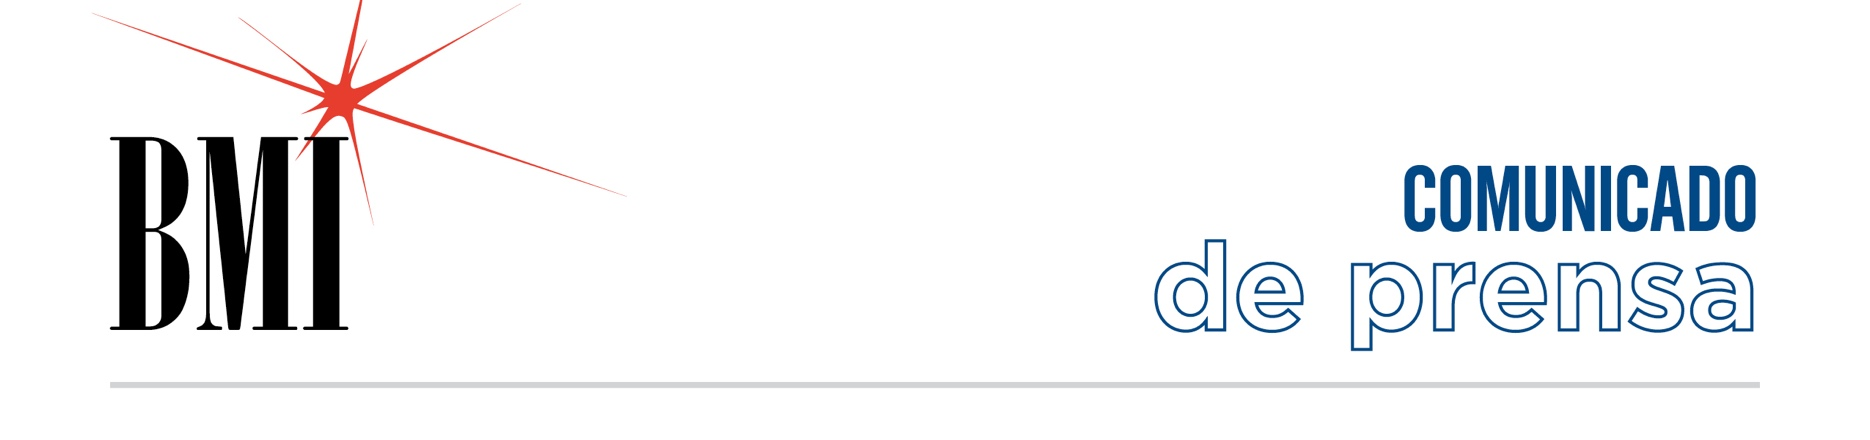 BMI
COMUNICADO
de prensa